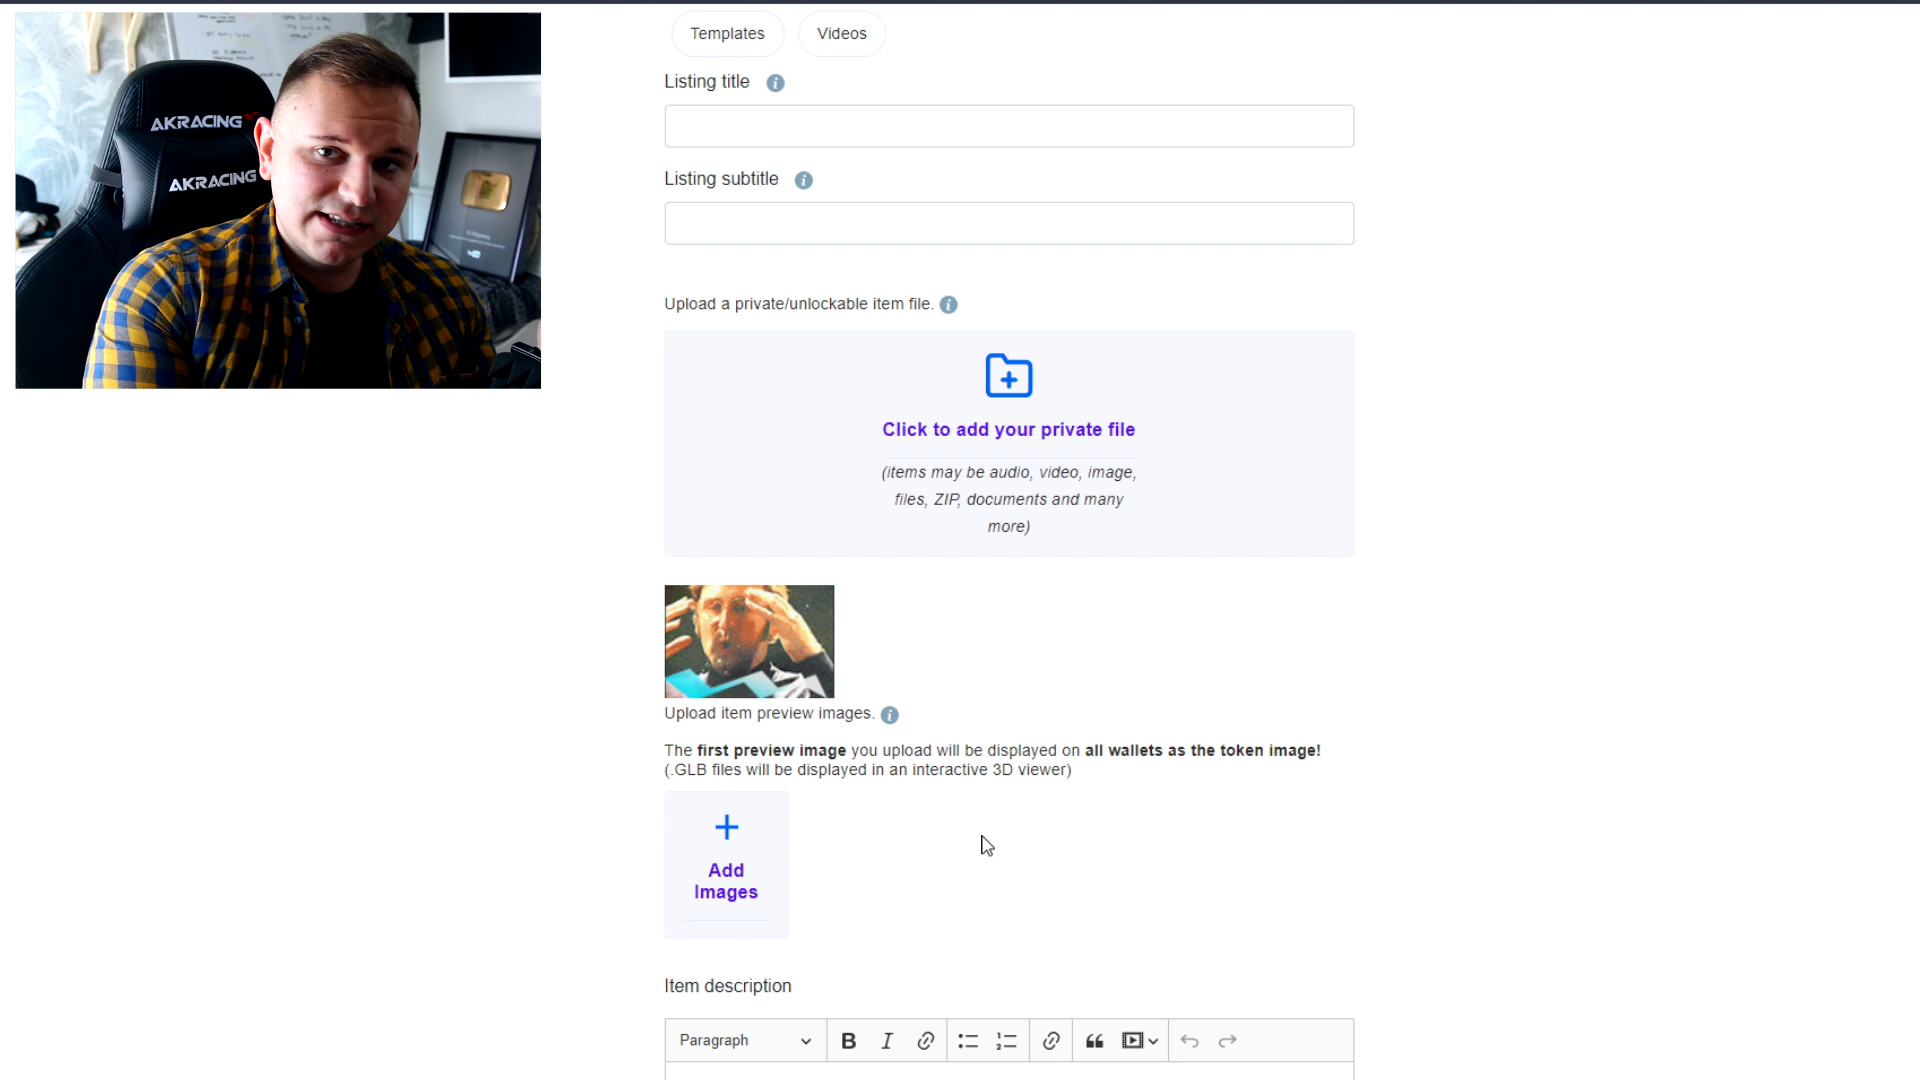 AKRACING
AKRACING
Templates
Videos
Listing title
Listing subtitle
Upload a private/unlockable item file.
Click to add your private file
(items may be audio, video, image,
files, ZIP, documents and many
more)
Upload item preview images.
The first preview image you upload will be displayed on all wallets as the token image!
(.GLB files will be displayed in an interactive 3D viewer)
Add
Images
Item description
Paragraph